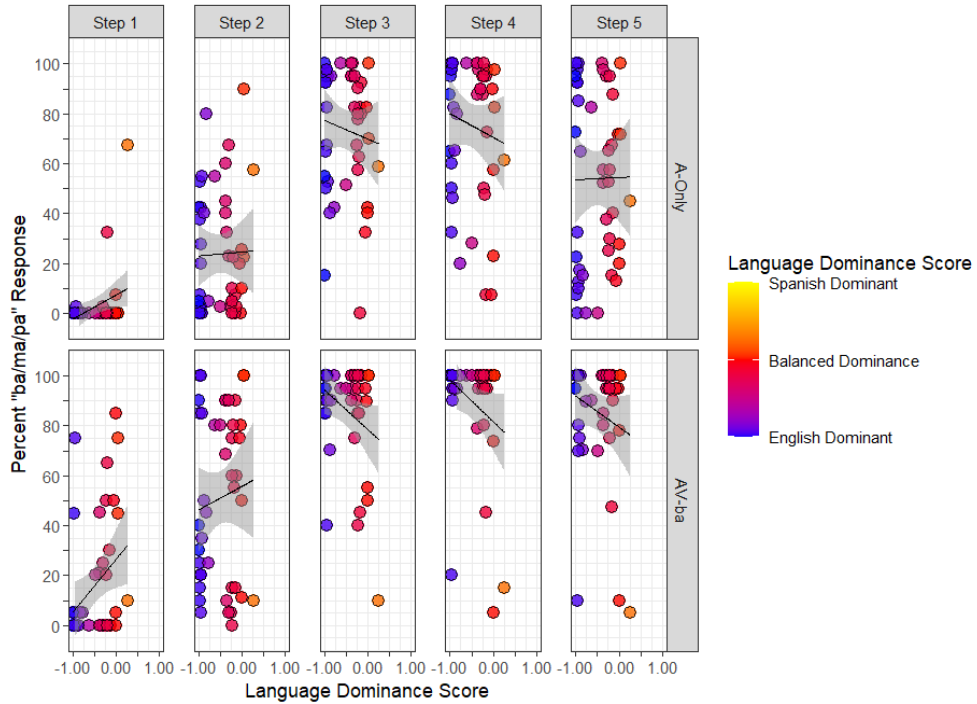 Step 1 Step 2 Step 3 Step 4 Step 5
100
80
60
40
20
0
A-Only
100
80
60
40
20
0
AV-ba
Percent "ba/ma/pa" Response
-1.00 0.00 1.00 -1.00 0.00 1.00 -1.00 0.00 1.00 -1.00 0.00 1.00 -1.00 0.00 1.00
Language Dominance Score
Language Dominance Score
Spanish Dominant
Balanced Dominance
English Dominant